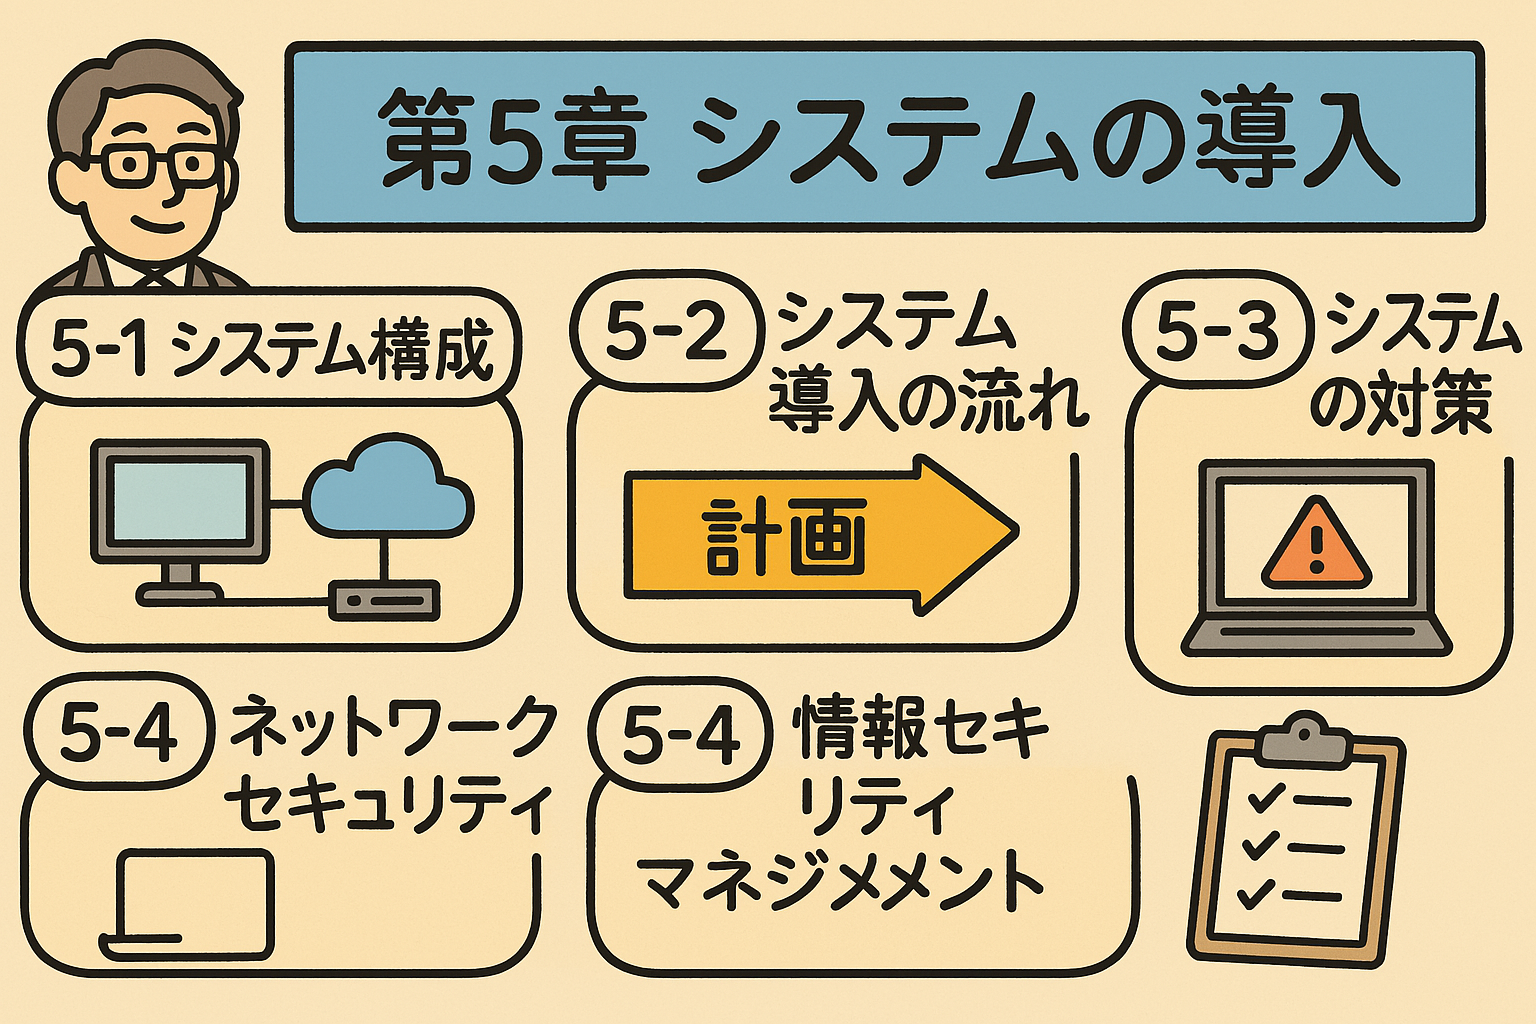 第5章 システムの導入
5-1 システム構成
5-2 システム
導入の流れ
計画
5-3 システム
の対策
!
5-4 ネットワーク
セキュリティ
5-4 情報セキ
リティ
マネジメメント